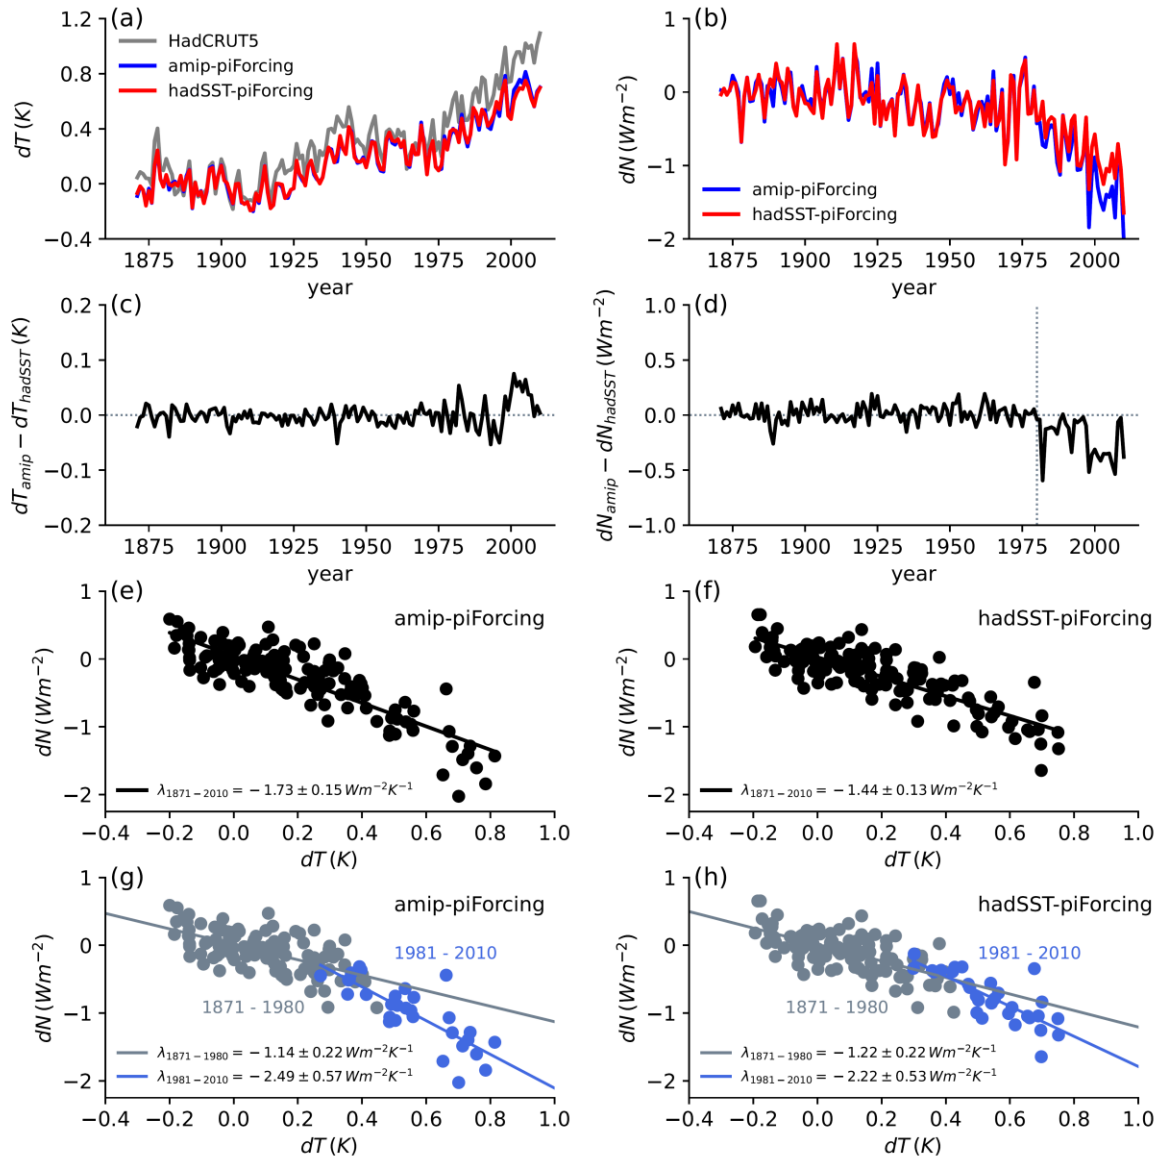 (a)
1.2
0.8
0.4
0.0
−0.4
dT (K)
HadCRUT5
amip-piForcing
hadSST-piForcing
1875 1900 1925 1950 1975 2000
year
(b)
1
0
−1
−2
dN (Wm⁻²)
amip-piForcing
hadSST-piForcing
1875 1900 1925 1950 1975 2000
year
(c)
0.2
0.1
0.0
−0.1
−0.2
dT_amip − dT_hadSST (K)
1875 1900 1925 1950 1975 2000
year
(d)
1.0
0.5
0.0
−0.5
−1.0
dN_amip − dN_hadSST (Wm⁻²)
1875 1900 1925 1950 1975 2000
year
(e)
amip-piForcing
1
0
−1
−2
dN (Wm⁻²)
λ₁₈₇₁₋₂₀₁₀ = −1.73 ± 0.15 Wm⁻²K⁻¹
−0.4 −0.2 0.0 0.2 0.4 0.6 0.8 1.0
dT (K)
(f)
hadSST-piForcing
1
0
−1
−2
dN (Wm⁻²)
λ₁₈₇₁₋₂₀₁₀ = −1.44 ± 0.13 Wm⁻²K⁻¹
−0.4 −0.2 0.0 0.2 0.4 0.6 0.8 1.0
dT (K)
(g)
amip-piForcing
1981 - 2010
1871 - 1980
1
0
−1
−2
dN (Wm⁻²)
λ₁₈₇₁₋₁₉₈₀ = −1.14 ± 0.22 Wm⁻²K⁻¹
λ₁₉₈₁₋₂₀₁₀ = −2.49 ± 0.57 Wm⁻²K⁻¹
−0.4 −0.2 0.0 0.2 0.4 0.6 0.8 1.0
dT (K)
(h)
hadSST-piForcing
1981 - 2010
1871 - 1980
1
0
−1
−2
dN (Wm⁻²)
λ₁₈₇₁₋₁₉₈₀ = −1.22 ± 0.22 Wm⁻²K⁻¹
λ₁₉₈₁₋₂₀₁₀ = −2.22 ± 0.53 Wm⁻²K⁻¹
−0.4 −0.2 0.0 0.2 0.4 0.6 0.8 1.0
dT (K)